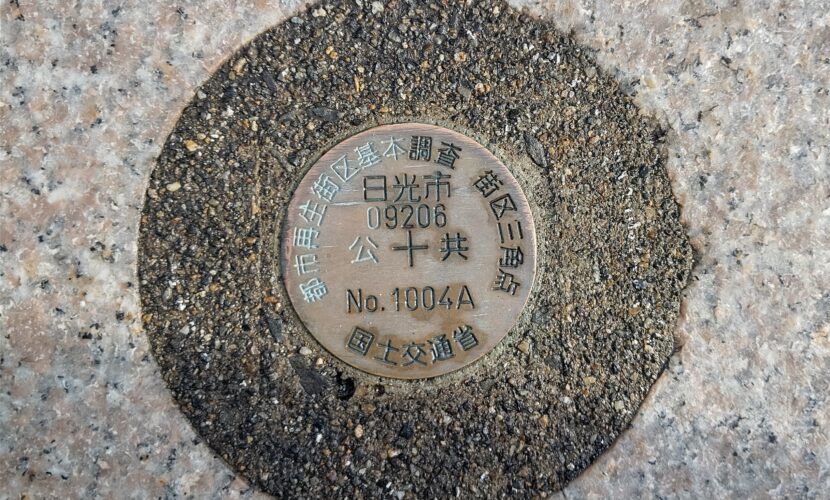 都市再生街区基本調査 街区三角点
日光市
09206
公十共
No.1004A
国土交通省